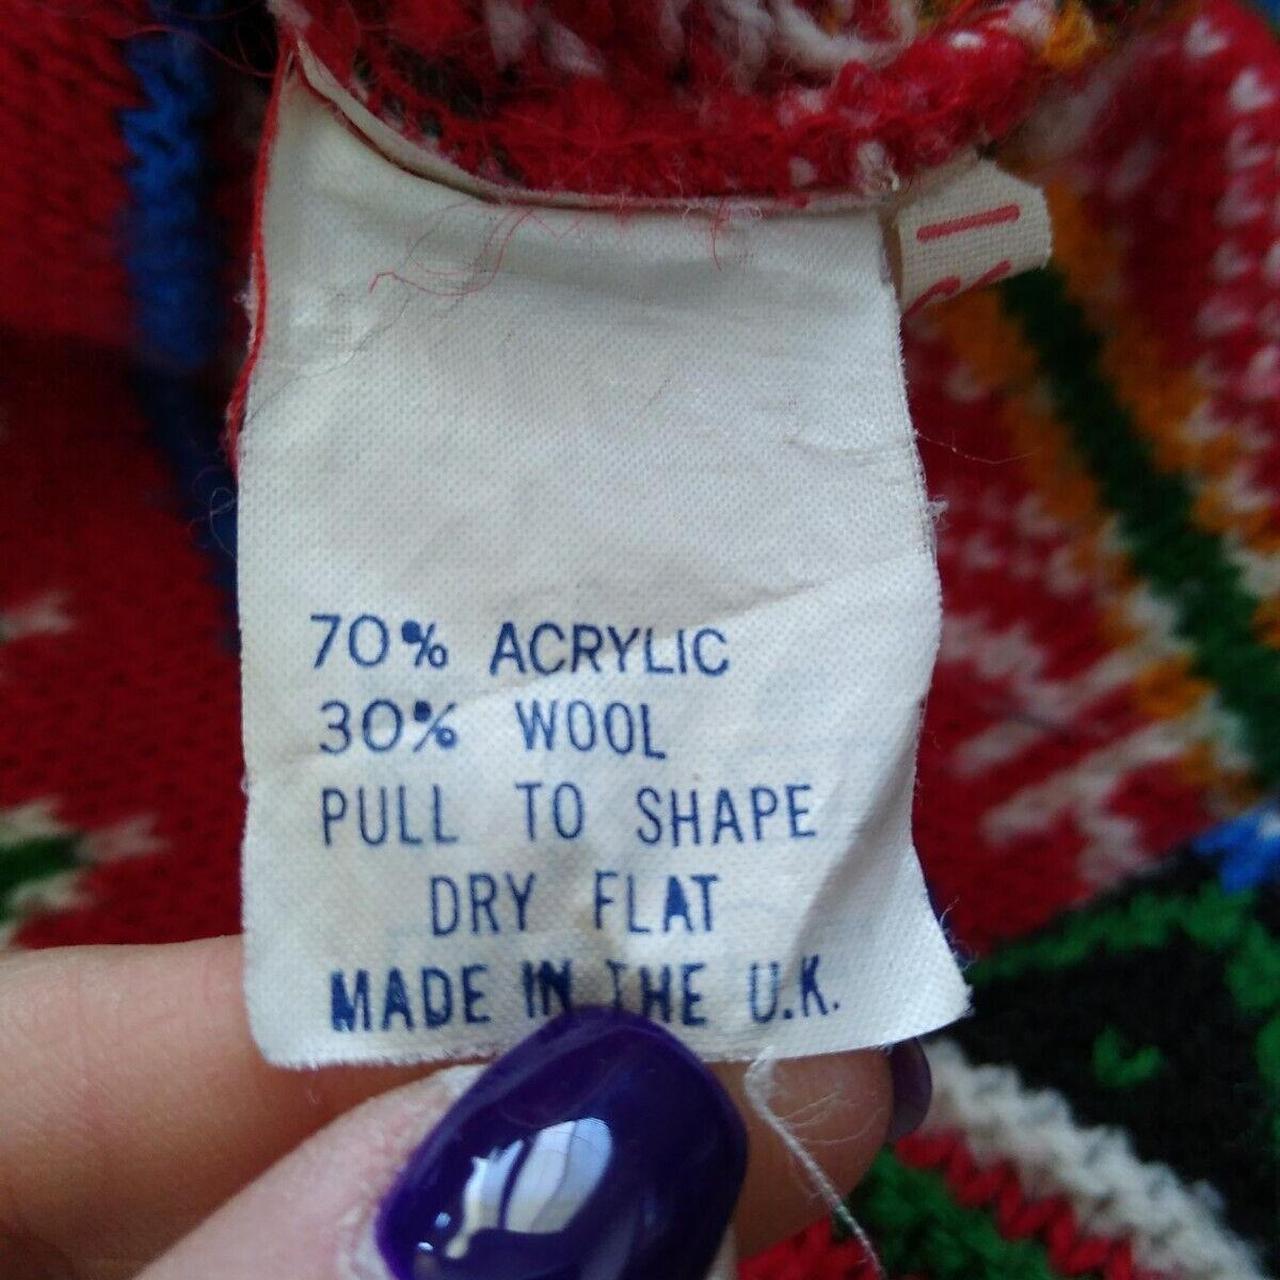 70% ACRYLIC
30% WOOL
PULL TO SHAPE
DRY FLAT
MADE IN THE U.K.